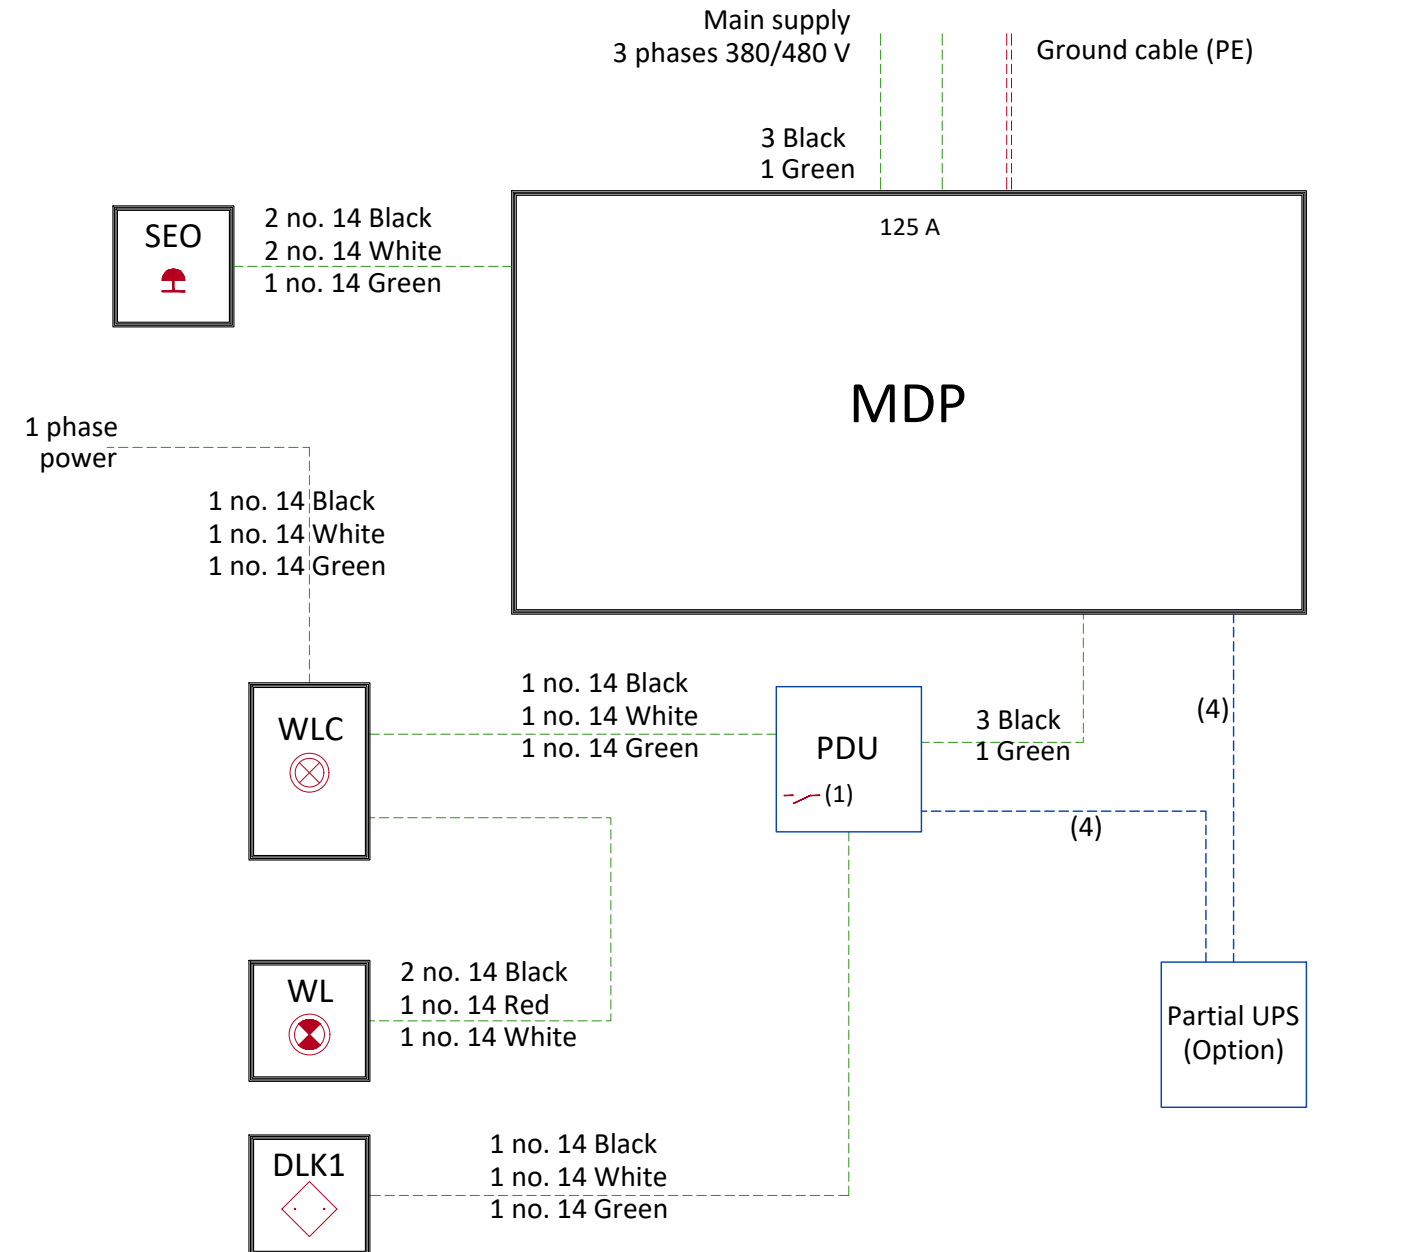 Main supply
3 phases 380/480 V
Ground cable (PE)
3 Black
1 Green
125 A
SEO
2 no. 14 Black
2 no. 14 White
1 no. 14 Green
MDP
1 phase
power
1 no. 14 Black
1 no. 14 White
1 no. 14 Green
WLC
1 no. 14 Black
1 no. 14 White
1 no. 14 Green
PDU
(1)
3 Black
1 Green
(4)
(4)
WL
2 no. 14 Black
1 no. 14 Red
1 no. 14 White
Partial UPS
(Option)
DLK1
1 no. 14 Black
1 no. 14 White
1 no. 14 Green